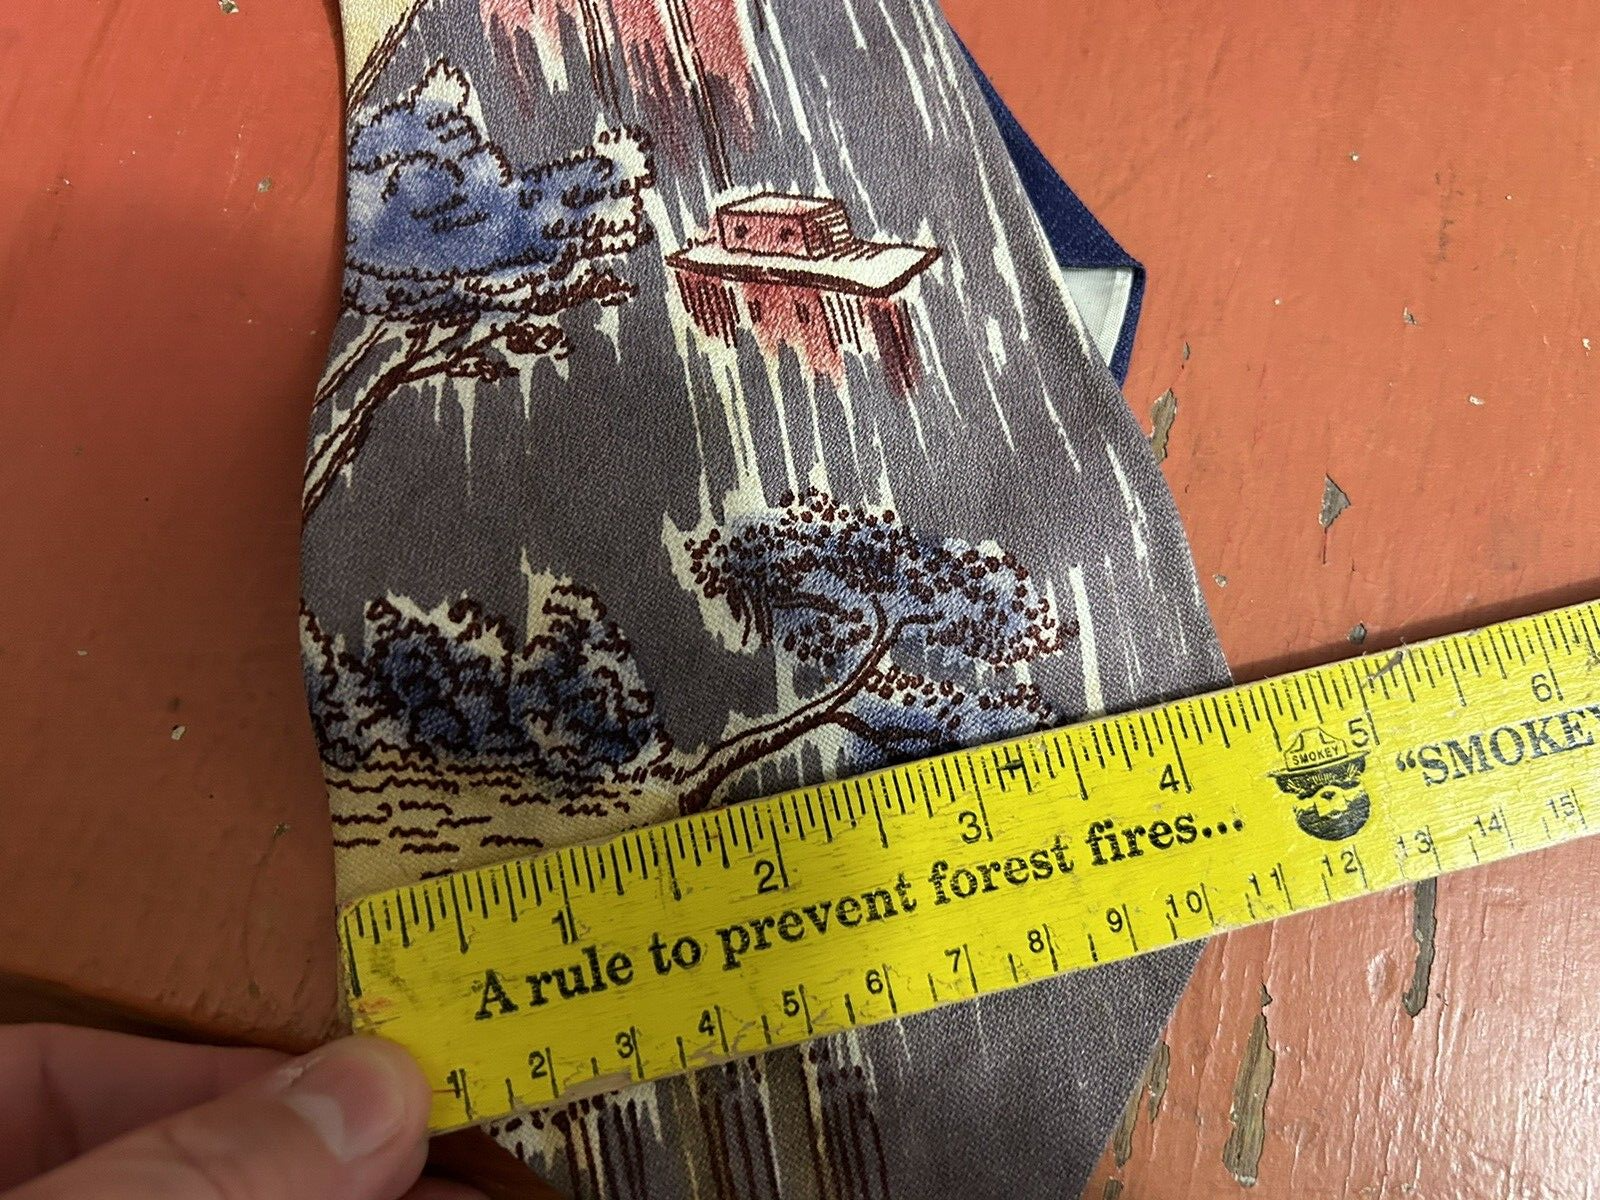 1 2 3 4 5 6
SMOKEY
A rule to prevent forest fires... "SMOKEY
1 2 3 4 5 6 7 8 9 10 11 12 13 14 15